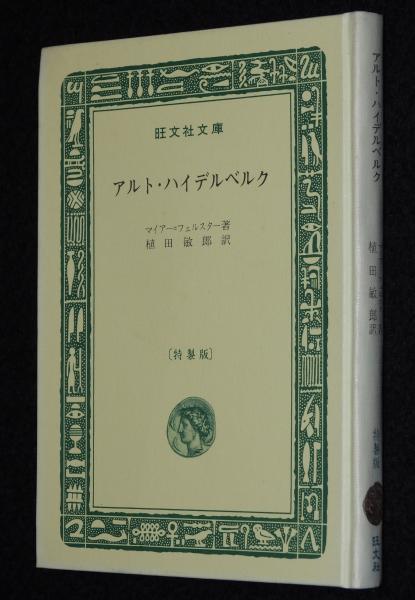 旺文社文庫
アルト・ハイデルベルク
マイアー=フェルスター著
植田敏郎訳
[特製版]
アルト・ハイデルベルク
植田敏郎訳
特製版
旺文社